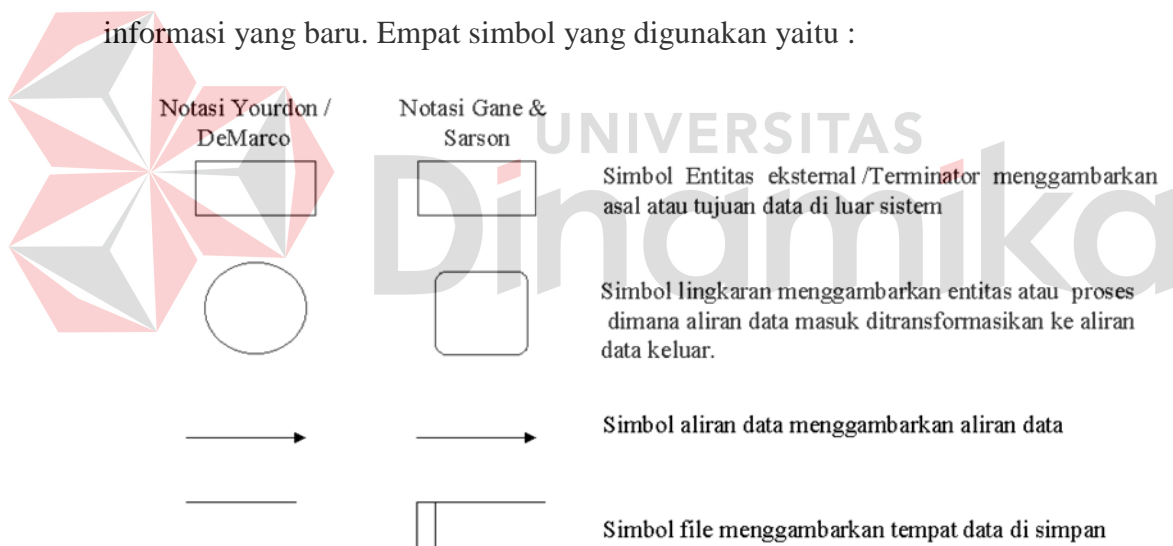 informasi yang baru. Empat simbol yang digunakan yaitu :
Notasi Yourdon /
DeMarco
Notasi Gane &
Sarson
UNIVERSITAS
Dinamika
Simbol Entitas eksternal /Terminator menggambarkan
asal atau tujuan data di luar sistem
Simbol lingkaran menggambarkan entitas atau proses
dimana aliran data masuk ditransformasikan ke aliran
data keluar.
Simbol aliran data menggambarkan aliran data
Simbol file menggambarkan tempat data di simpan